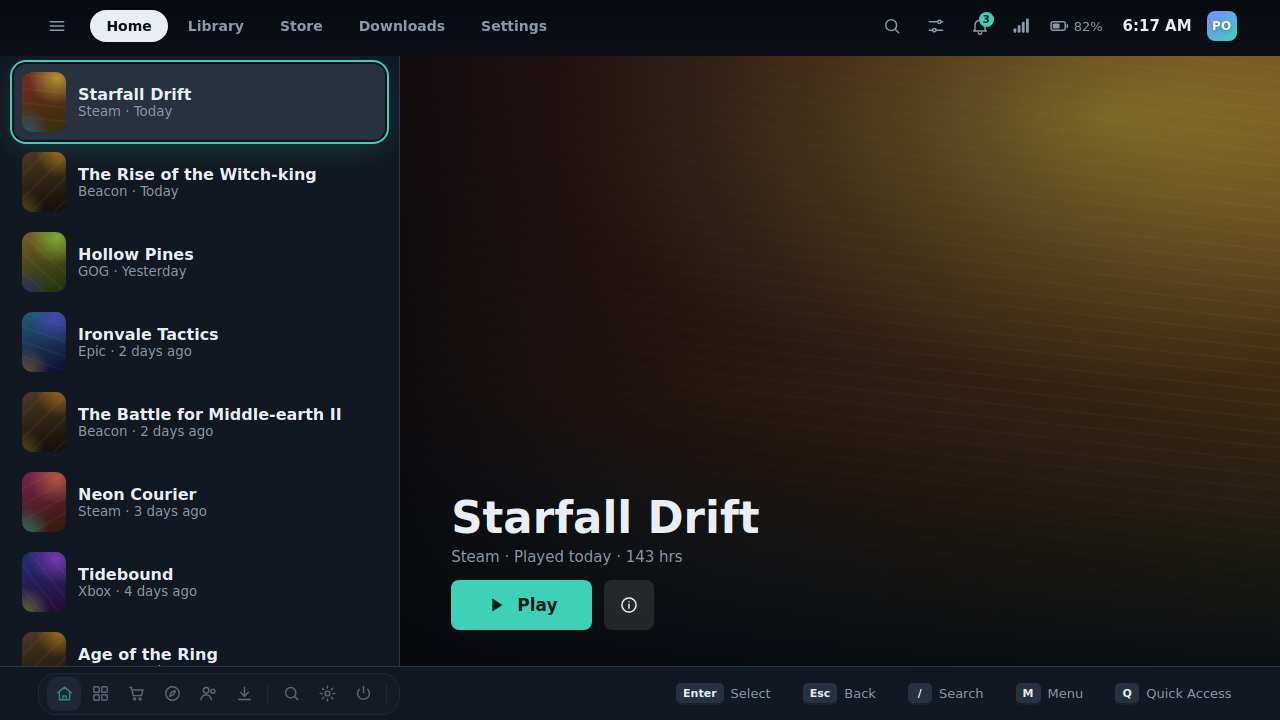 Home Library Store Downloads Settings 3 82% 6:17 AM PO
Starfall Drift
Steam · Today
The Rise of the Witch-king
Beacon · Today
Hollow Pines
GOG · Yesterday
Ironvale Tactics
Epic · 2 days ago
The Battle for Middle-earth II
Beacon · 2 days ago
Neon Courier
Steam · 3 days ago
Tidebound
Xbox · 4 days ago
Age of the Ring
Starfall Drift
Steam · Played today · 143 hrs
Play
Enter Select Esc Back / Search M Menu Q Quick Access